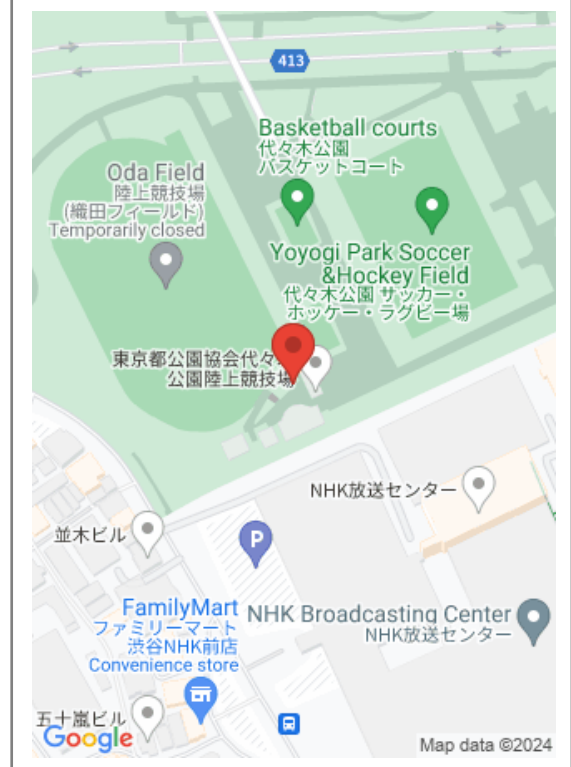 413
Basketball courts
代々木公園
バスケットコート
Oda Field
陸上競技場
(織田フィールド)
Temporarily closed
Yoyogi Park Soccer
&Hockey Field
代々木公園 サッカー・
ホッケー・ラグビー場
東京都公園協会代々
公園陸上競技場
NHK放送センター
並木ビル
P
FamilyMart
ファミリーマート
渋谷NHK前店
Convenience store
NHK Broadcasting Center
NHK放送センター
五十嵐ビル
Google
Map data ©2024